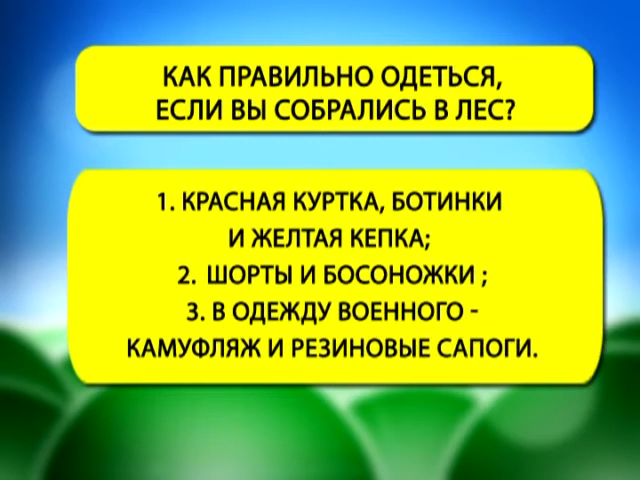 КАК ПРАВИЛЬНО ОДЕТЬСЯ,
ЕСЛИ ВЫ СОБРАЛИСЬ В ЛЕС?
1. КРАСНАЯ КУРТКА, БОТИНКИ
И ЖЕЛТАЯ КЕПКА;
2. ШОРТЫ И БОСОНОЖКИ ;
3. В ОДЕЖДУ ВОЕННОГО -
КАМУФЛЯЖ И РЕЗИНОВЫЕ САПОГИ.